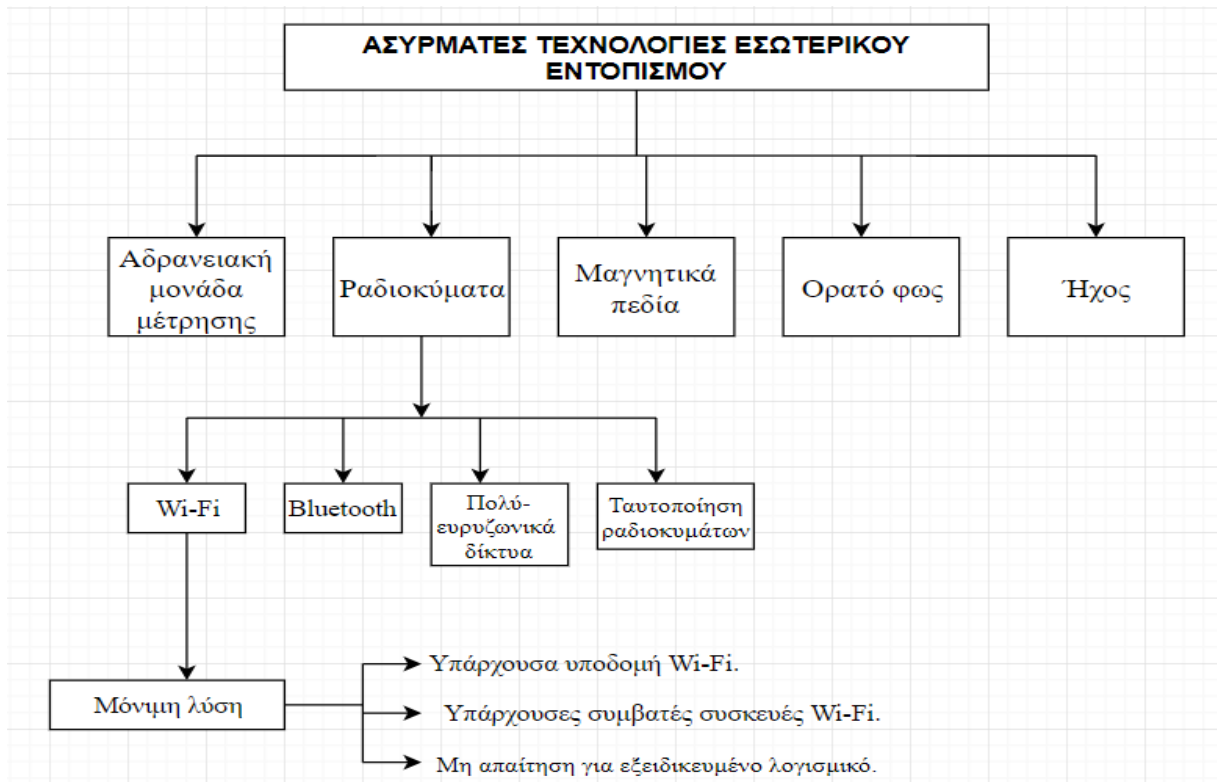 ΑΣΥΡΜΑΤΕΣ ΤΕΧΝΟΛΟΓΙΕΣ ΕΣΩΤΕΡΙΚΟΥ
ΕΝΤΟΠΙΣΜΟΥ
Αδρανειακή
μονάδα
μέτρησης
Ραδιοκύματα
Μαγνητικά
πεδία
Ορατό φως
Ήχος
Wi-Fi
Bluetooth
Πολύ-
ευρυζωνικά
δίκτυα
Ταυτοποίηση
ραδιοκυμάτων
Μόνιμη λύση
Υπάρχουσα υποδομή Wi-Fi.
Υπάρχουσες συμβατές συσκευές Wi-Fi.
Μη απαίτηση για εξειδικευμένο λογισμικό.